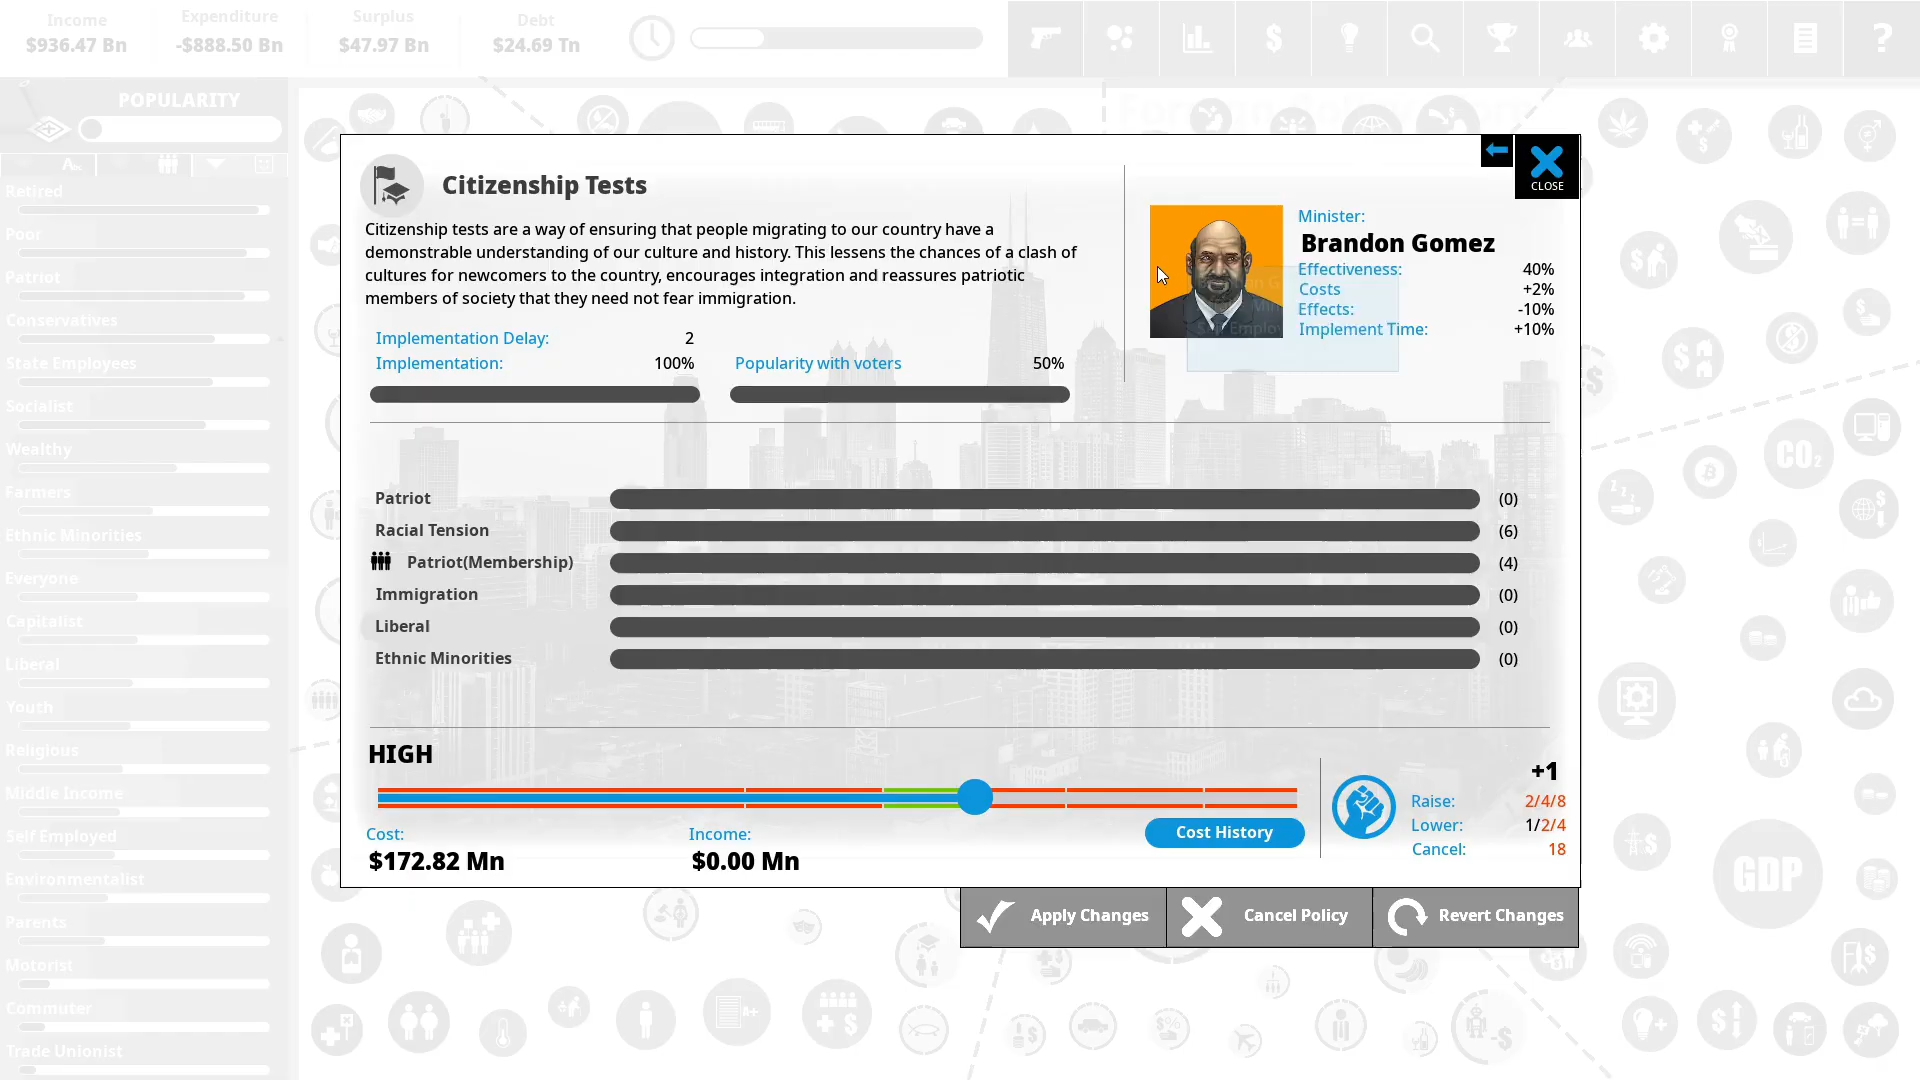 Income
$936.47 Bn
Expenditure
-$888.50 Bn
Surplus
$47.97 Bn
Debt
$24.69 Tn
?
POPULARITY
Retired
Poor
Patriot
Conservatives
State Employees
Socialist
Wealthy
Farmers
Ethnic Minorities
Everyone
Capitalist
Liberal
Youth
Religious
Middle Income
Self Employed
Environmentalist
Parents
Motorist
Commuter
Trade Unionist
Citizenship Tests
Citizenship tests are a way of ensuring that people migrating to our country have a
demonstrable understanding of our culture and history. This lessens the chances of a clash of
cultures for newcomers to the country, encourages integration and reassures patriotic
members of society that they need not fear immigration.
Implementation Delay: 2
Implementation: 100%
Popularity with voters 50%
CLOSE
Minister:
Brandon Gomez
Effectiveness: 40%
Costs +2%
Effects: -10%
Implement Time: +10%
Patriot (0)
Racial Tension (6)
Patriot(Membership) (4)
Immigration (0)
Liberal (0)
Ethnic Minorities (0)
HIGH
Cost:
$172.82 Mn
Income:
$0.00 Mn
Cost History
+1
Raise: 2/4/8
Lower: 1/2/4
Cancel: 18
Apply Changes
Cancel Policy
Revert Changes
CO₂
GDP